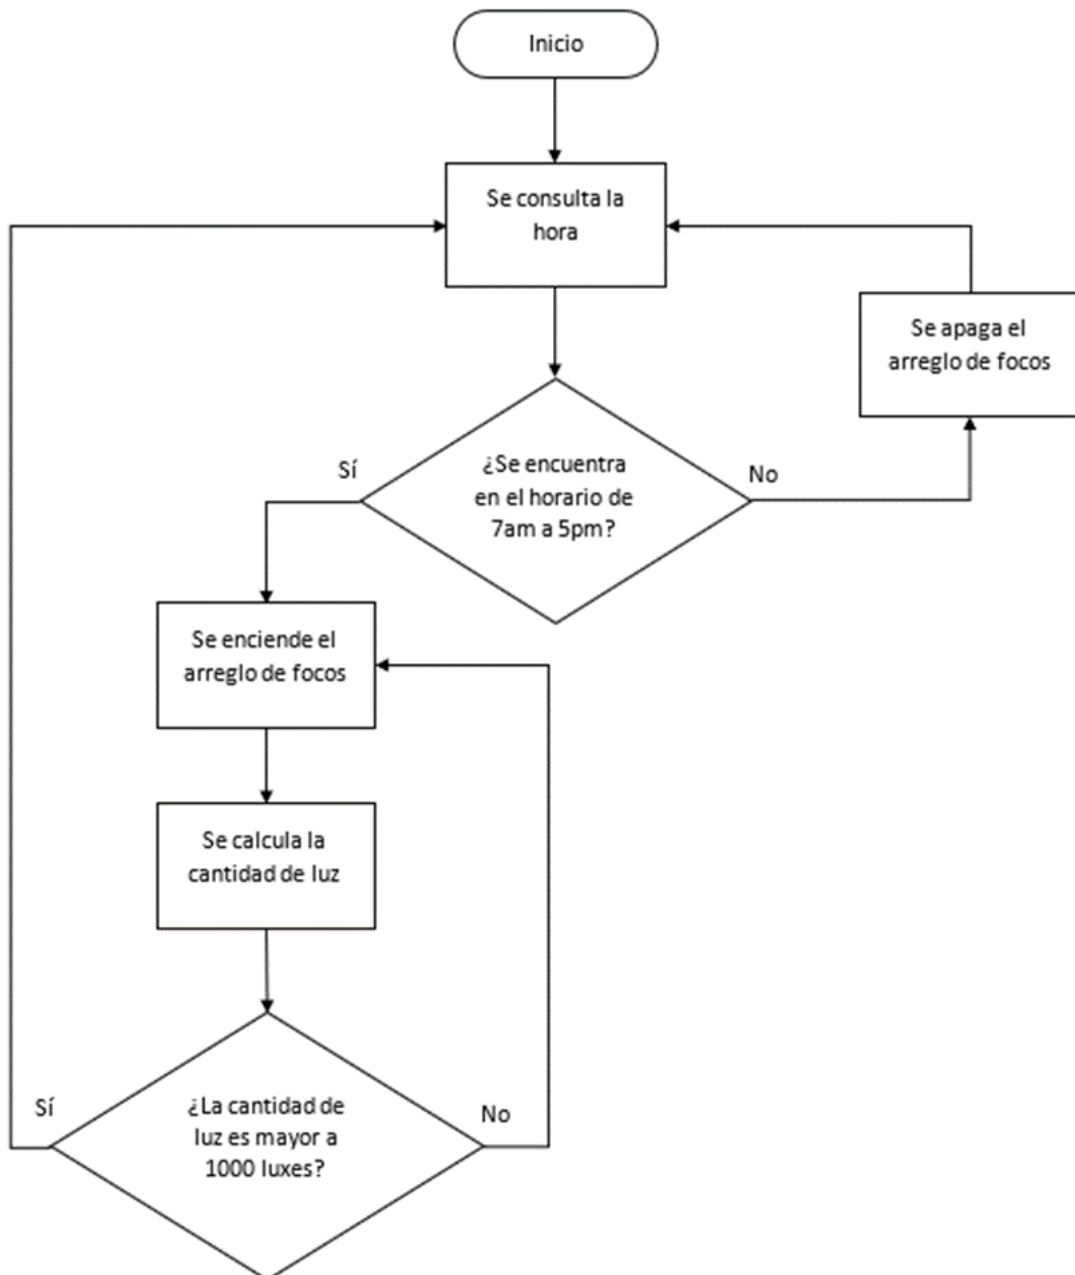 Inicio
Se consulta la
hora
Se apaga el
arreglo de focos
Sí
¿Se encuentra
en el horario de
7am a 5pm?
No
Se enciende el
arreglo de focos
Se calcula la
cantidad de luz
Sí
¿La cantidad de
luz es mayor a
1000 luxes?
No